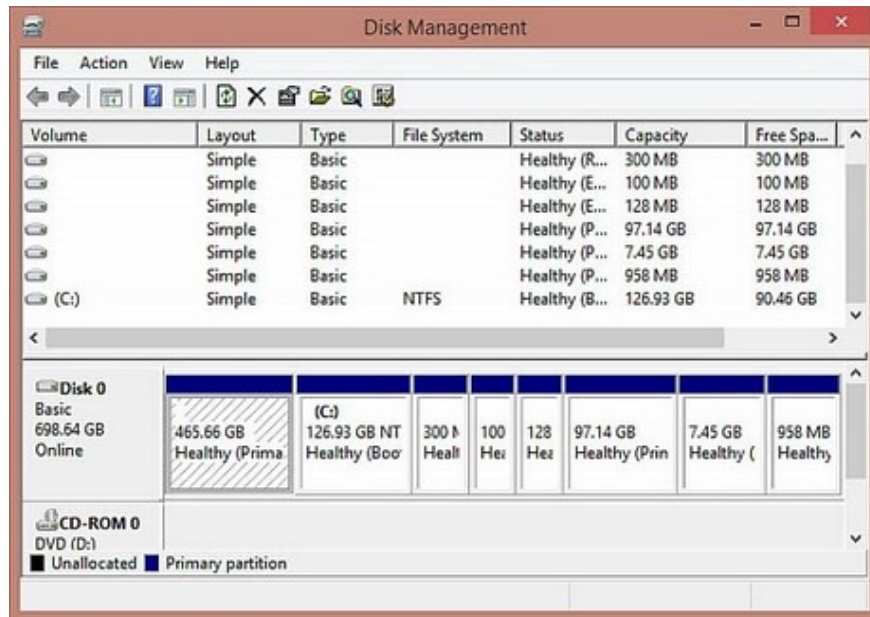 Disk Management
File Action View Help
Volume Layout Type File System Status Capacity Free Spa...
Simple Basic Healthy (R... 300 MB 300 MB
Simple Basic Healthy (E... 100 MB 100 MB
Simple Basic Healthy (E... 128 MB 128 MB
Simple Basic Healthy (P... 97.14 GB 97.14 GB
Simple Basic Healthy (P... 7.45 GB 7.45 GB
Simple Basic Healthy (P... 958 MB 958 MB
(C:) Simple Basic NTFS Healthy (B... 126.93 GB 90.46 GB
Disk 0
Basic
698.64 GB
Online
465.66 GB
Healthy (Prima
(C:)
126.93 GB NT
Healthy (Boo
300 M
Healt
100
Hea
128
Hea
97.14 GB
Healthy (Prin
7.45 GB
Healthy (
958 MB
Healthy
CD-ROM 0
DVD (D:)
Unallocated Primary partition